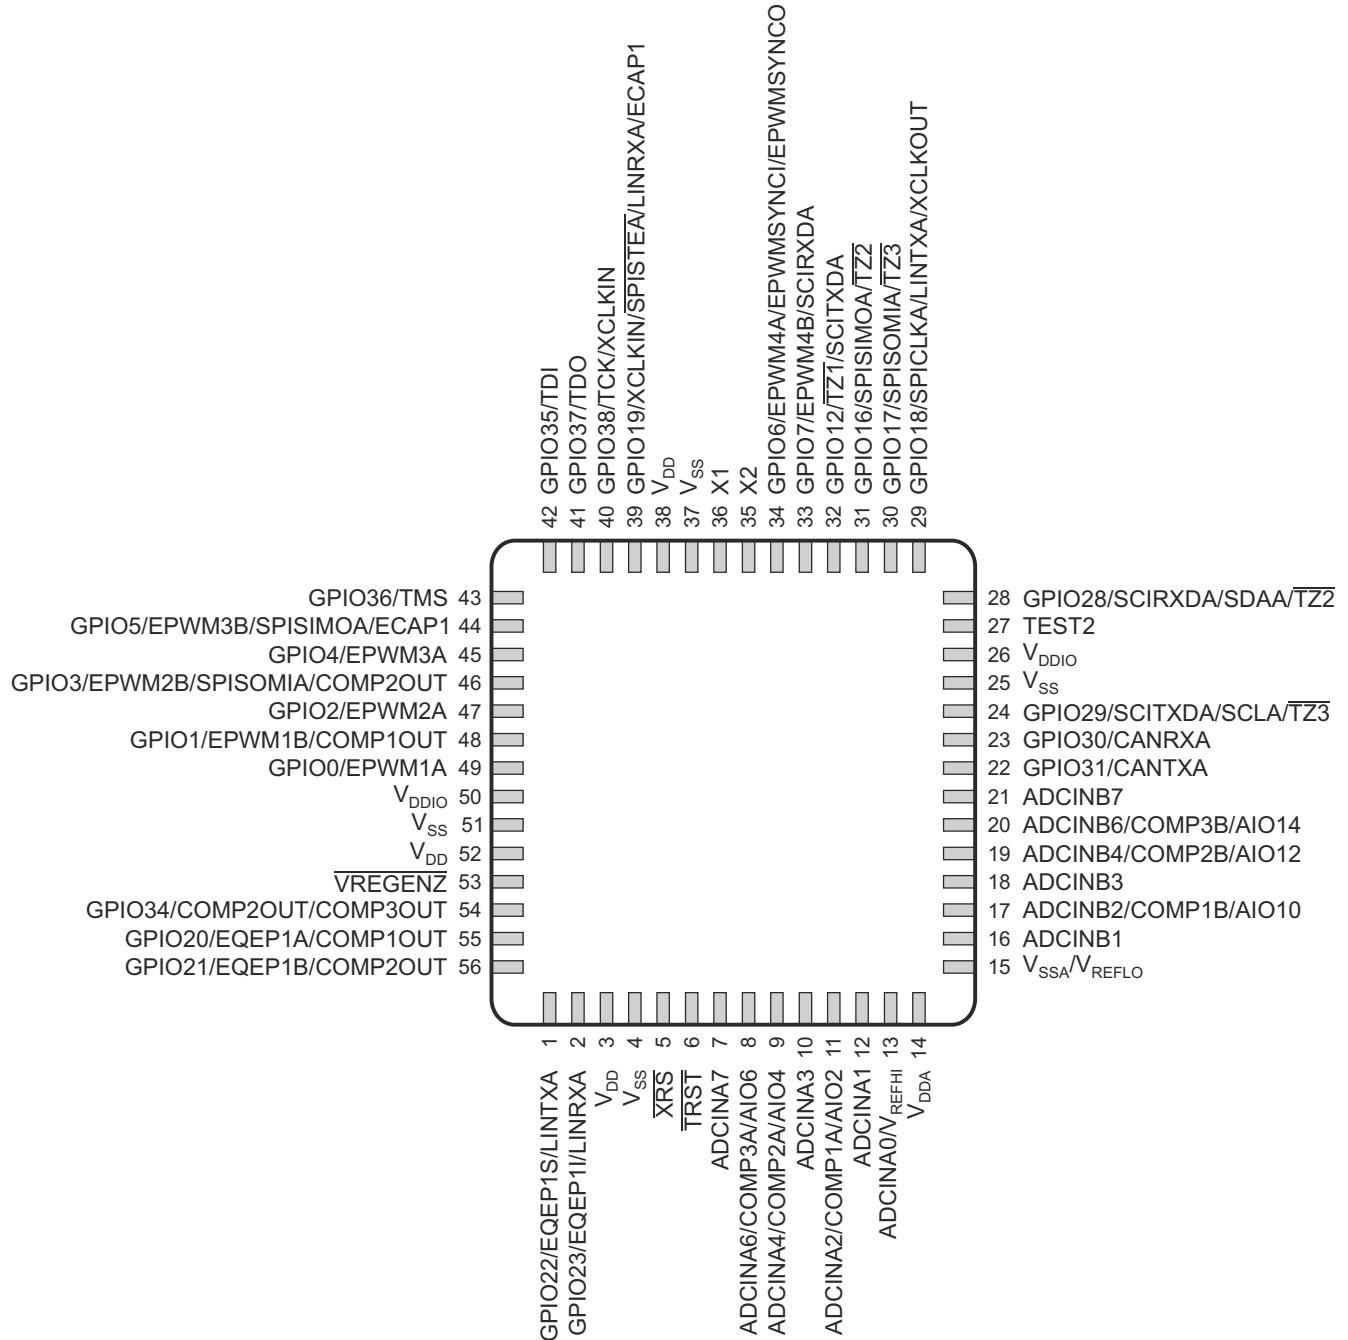 42 GPIO35/TDI
41 GPIO37/TDO
40 GPIO38/TCK/XCLKIN
39 GPIO19/XCLKIN/SPISTEA/LINRXA/ECAP1
38 VDD
37 VSS
36 X1
35 X2
34 GPIO6/EPWM4A/EPWMSYNCI/EPWMSYNCO
33 GPIO7/EPWM4B/SCIRXDA
32 GPIO12/TZ1/SCITXDA
31 GPIO16/SPISIMOA/TZ2
30 GPIO17/SPISOMIA/TZ3
29 GPIO18/SPICLKA/LINTXA/XCLKOUT
GPIO36/TMS 43
GPIO5/EPWM3B/SPISIMOA/ECAP1 44
GPIO4/EPWM3A 45
GPIO3/EPWM2B/SPISOMIA/COMP2OUT 46
GPIO2/EPWM2A 47
GPIO1/EPWM1B/COMP1OUT 48
GPIO0/EPWM1A 49
VDDIO 50
VSS 51
VDD 52
VREGENZ 53
GPIO34/COMP2OUT/COMP3OUT 54
GPIO20/EQEP1A/COMP1OUT 55
GPIO21/EQEP1B/COMP2OUT 56
28 GPIO28/SCIRXDA/SDAA/TZ2
27 TEST2
26 VDDIO
25 VSS
24 GPIO29/SCITXDA/SCLA/TZ3
23 GPIO30/CANRXA
22 GPIO31/CANTXA
21 ADCINB7
20 ADCINB6/COMP3B/AIO14
19 ADCINB4/COMP2B/AIO12
18 ADCINB3
17 ADCINB2/COMP1B/AIO10
16 ADCINB1
15 VSSA/VREFLO
GPIO22/EQEP1S/LINTXA 1
GPIO23/EQEP1I/LINRXA 2
VDD 3
VSS 4
XRS 5
TRST 6
ADCINA7 7
ADCINA6/COMP3A/AIO6 8
ADCINA4/COMP2A/AIO4 9
ADCINA3 10
ADCINA2/COMP1A/AIO2 11
ADCINA1 12
ADCINA0/VREFHI 13
VDDA 14